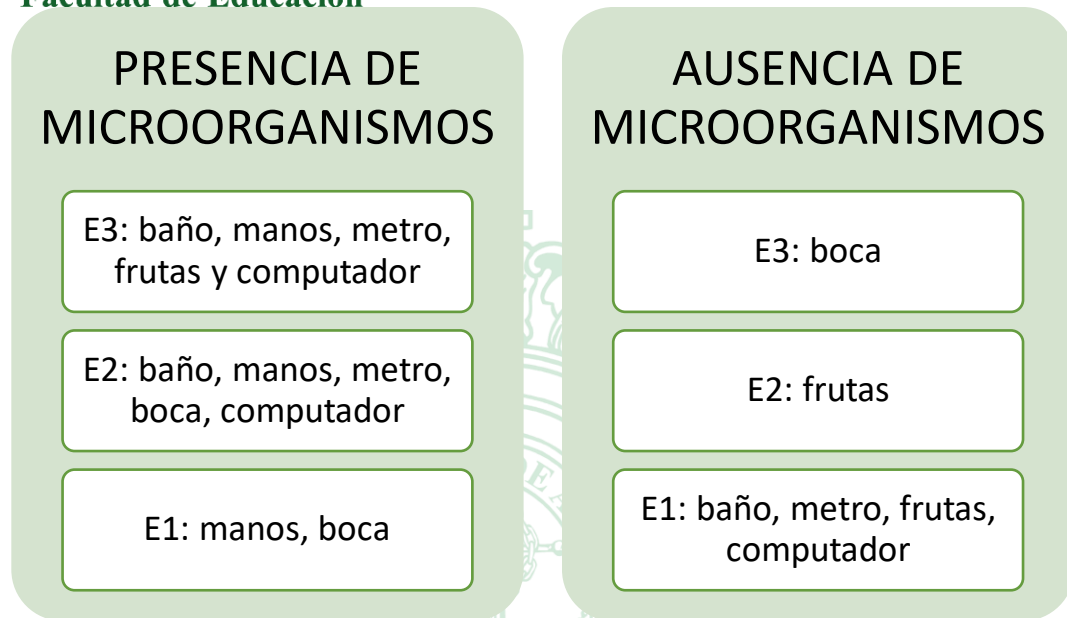 Facultad de Educación
PRESENCIA DE
MICROORGANISMOS
E3: baño, manos, metro,
frutas y computador
E2: baño, manos, metro,
boca, computador
E1: manos, boca
AUSENCIA DE
MICROORGANISMOS
E3: boca
E2: frutas
E1: baño, metro, frutas,
computador